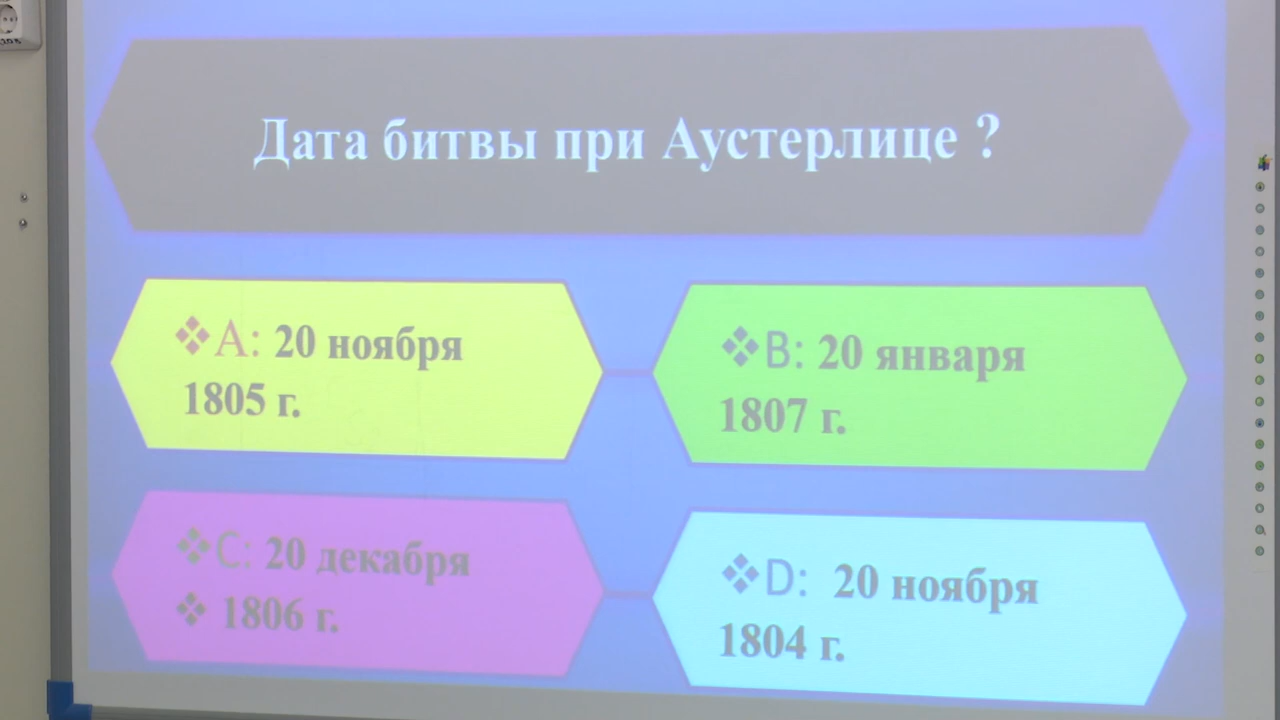 Дата битвы при Аустерлице ?
❖A: 20 ноября
1805 г.
❖B: 20 января
1807 г.
❖C: 20 декабря
❖ 1806 г.
❖D: 20 ноября
1804 г.